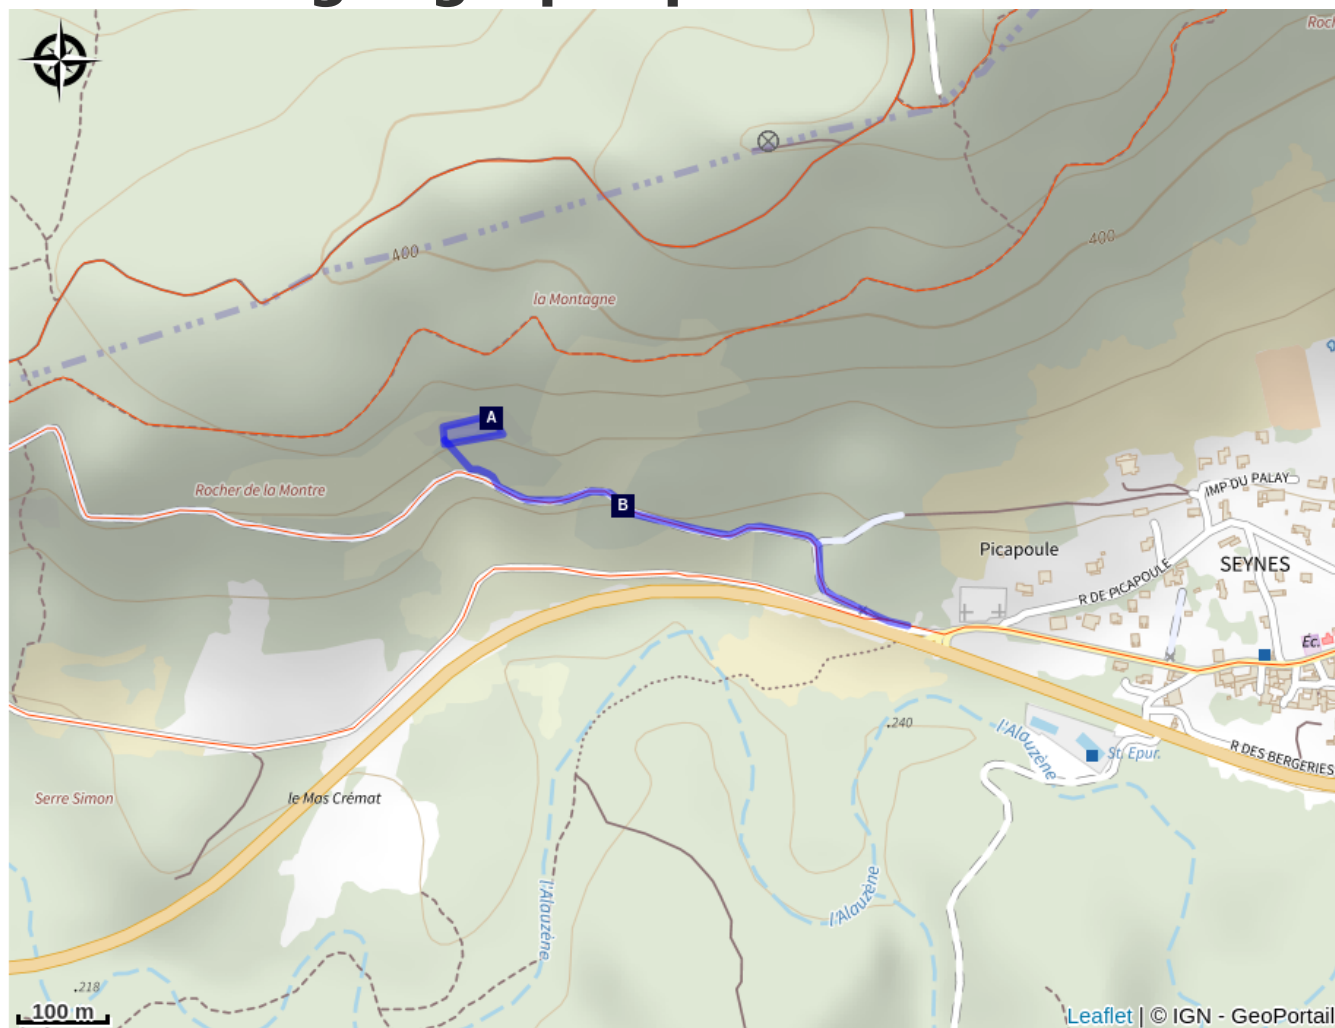 400
400
la Montagne
Rocher de la Montre
A
B
IMP DU PALAY
Picapoule
SEYNES
R DE PICAPOULE
Éc.
.240
l'Alauzène
St. Epur.
R DES BERGERIES
Serre Simon
le Mas Crémat
l'Alauzène
l'Alauzène
.218
100 m
Leaflet | © IGN - GeoPortail